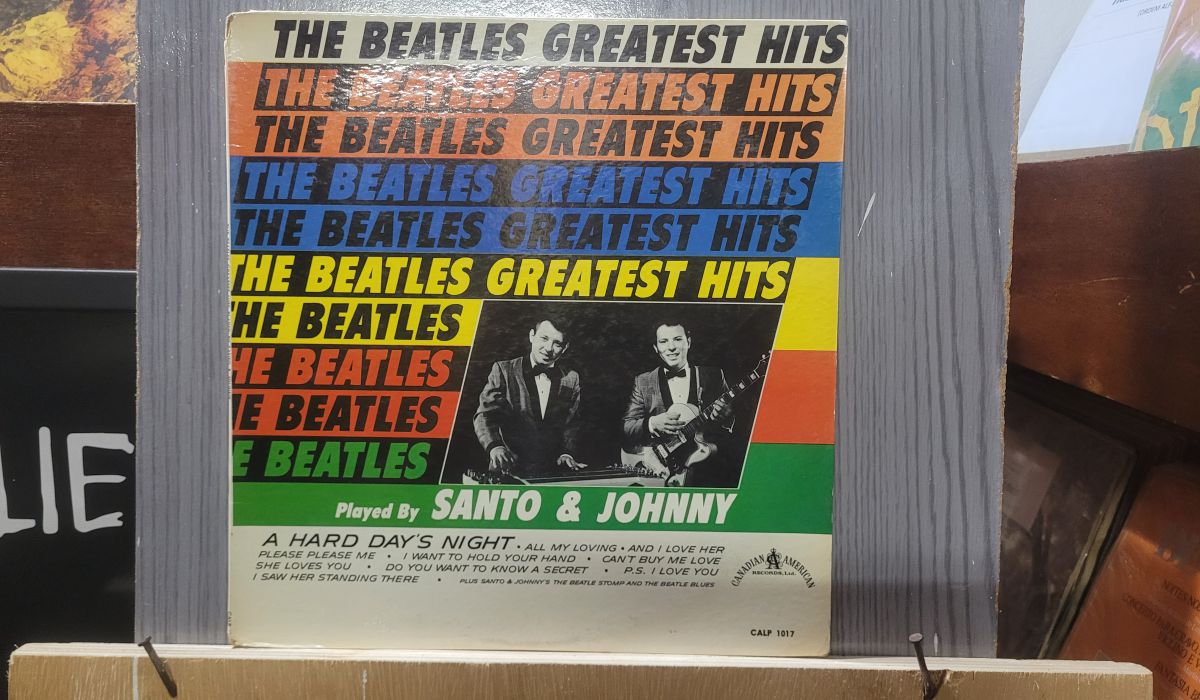 THE BEATLES GREATEST HITS
THE BEATLES GREATEST HITS
THE BEATLES GREATEST HITS
THE BEATLES GREATEST HITS
THE BEATLES GREATEST HITS
THE BEATLES GREATEST HITS
THE BEATLES
HE BEATLES
E BEATLES
E BEATLES
Played By SANTO & JOHNNY
A HARD DAY'S NIGHT • ALL MY LOVING • AND I LOVE HER
PLEASE PLEASE ME • I WANT TO HOLD YOUR HAND • CAN'T BUY ME LOVE
SHE LOVES YOU • DO YOU WANT TO KNOW A SECRET • P.S. I LOVE YOU
I SAW HER STANDING THERE • PLUS SANTO & JOHNNY'S THE BEATLE STOMP AND THE BEATLE BLUES
CANADIAN AMERICAN
CA
RECORDS, Ltd.
CALP 1017
LIE